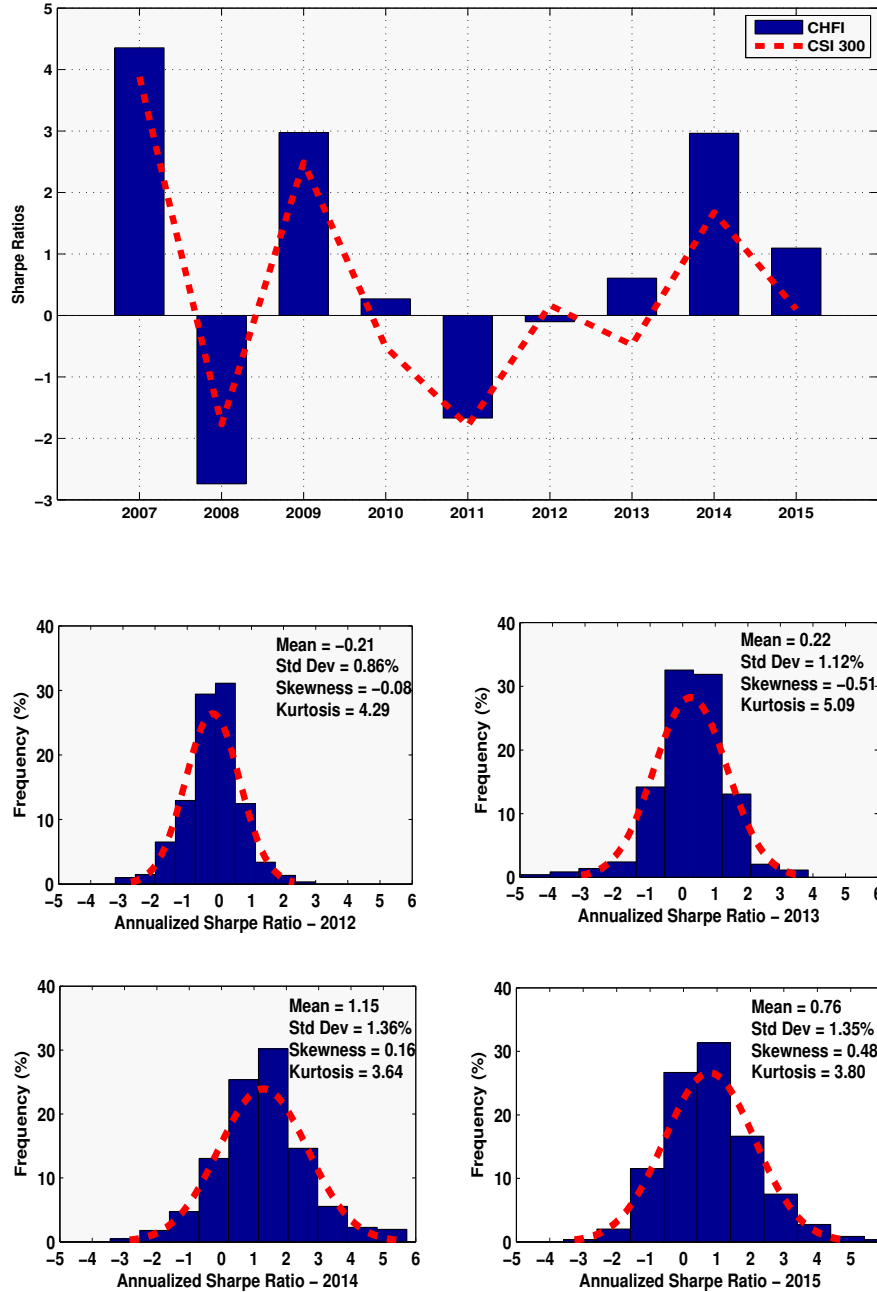 5
4
3
2
1
0
−1
−2
−3
Sharpe Ratios
CHFI
CSI 300
2007 2008 2009 2010 2011 2012 2013 2014 2015
40
30
20
10
0
Frequency (%)
Mean = −0.21
Std Dev = 0.86%
Skewness = −0.08
Kurtosis = 4.29
−5 −4 −3 −2 −1 0 1 2 3 4 5 6
Annualized Sharpe Ratio − 2012
40
30
20
10
0
Frequency (%)
Mean = 0.22
Std Dev = 1.12%
Skewness = −0.51
Kurtosis = 5.09
−5 −4 −3 −2 −1 0 1 2 3 4 5 6
Annualized Sharpe Ratio − 2013
40
30
20
10
0
Frequency (%)
Mean = 1.15
Std Dev = 1.36%
Skewness = 0.16
Kurtosis = 3.64
−5 −4 −3 −2 −1 0 1 2 3 4 5 6
Annualized Sharpe Ratio − 2014
40
30
20
10
0
Frequency (%)
Mean = 0.76
Std Dev = 1.35%
Skewness = 0.48
Kurtosis = 3.80
−5 −4 −3 −2 −1 0 1 2 3 4 5 6
Annualized Sharpe Ratio − 2015